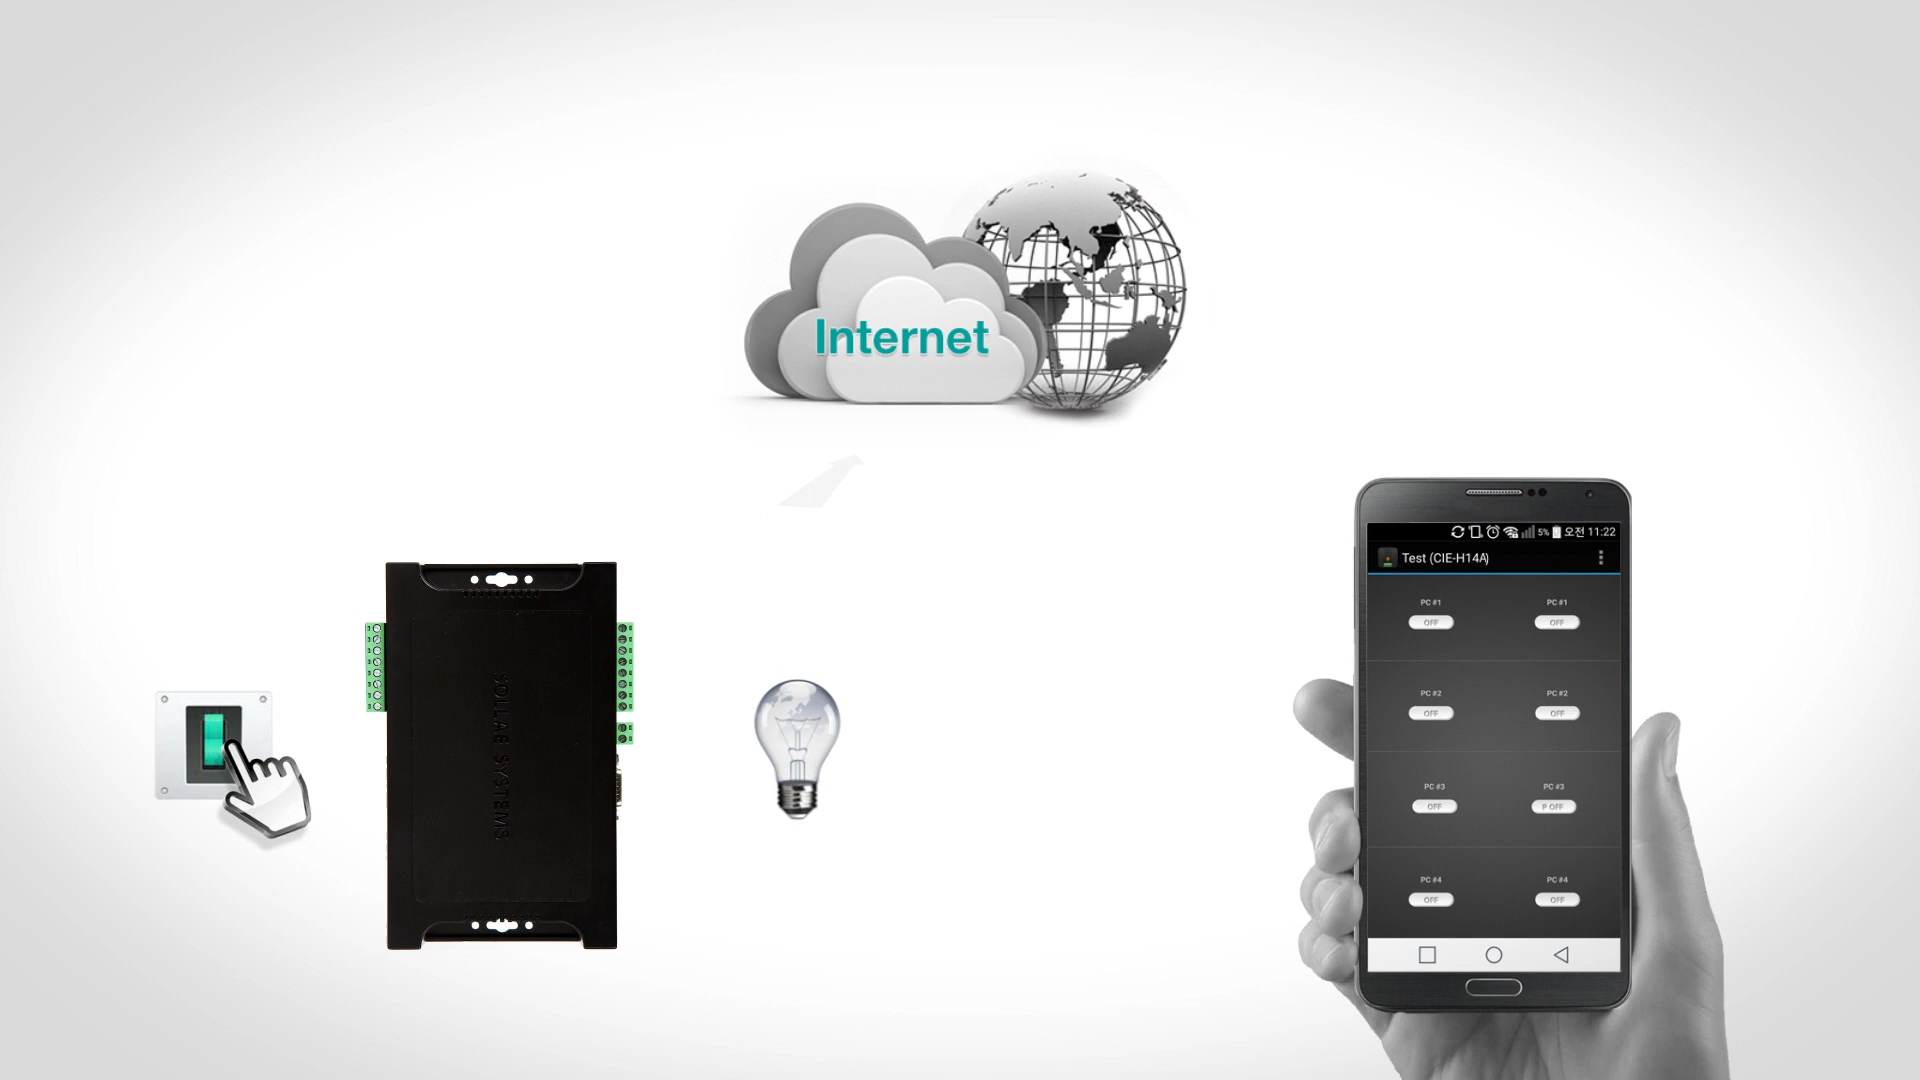 Internet
SOLLAE SYSTEMS
5% 오전 11:22
Test (CIE-H14A)
PC #1 PC #1
OFF OFF
PC #2 PC #2
OFF OFF
PC #3 PC #3
OFF P OFF
PC #4 PC #4
OFF OFF